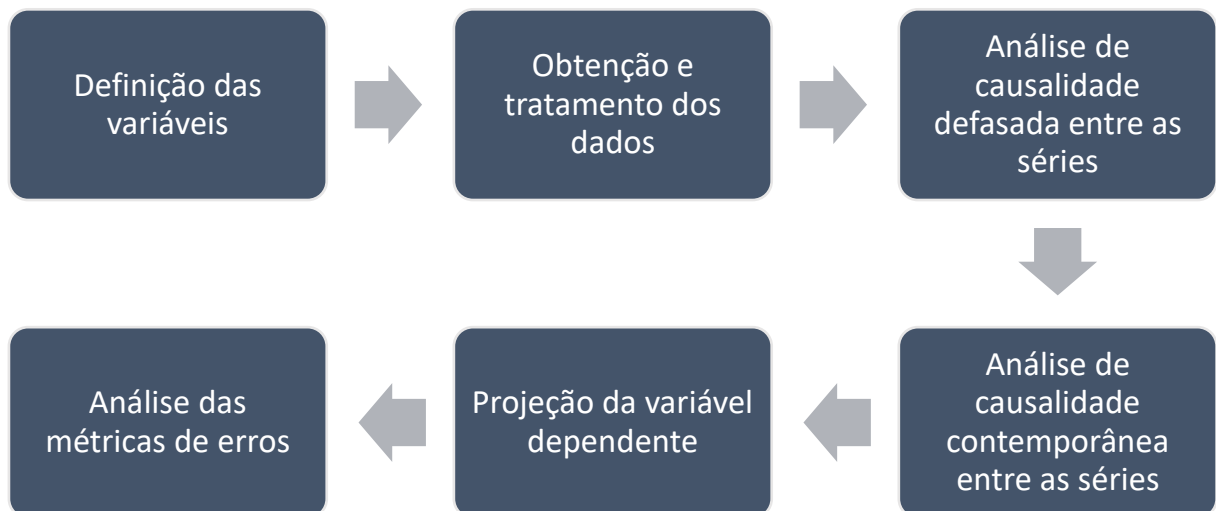 Definição das
variáveis
Obtenção e
tratamento dos
dados
Análise de
causalidade
defasada entre as
séries
Análise de
causalidade
contemporânea
entre as séries
Projeção da variável
dependente
Análise das
métricas de erros